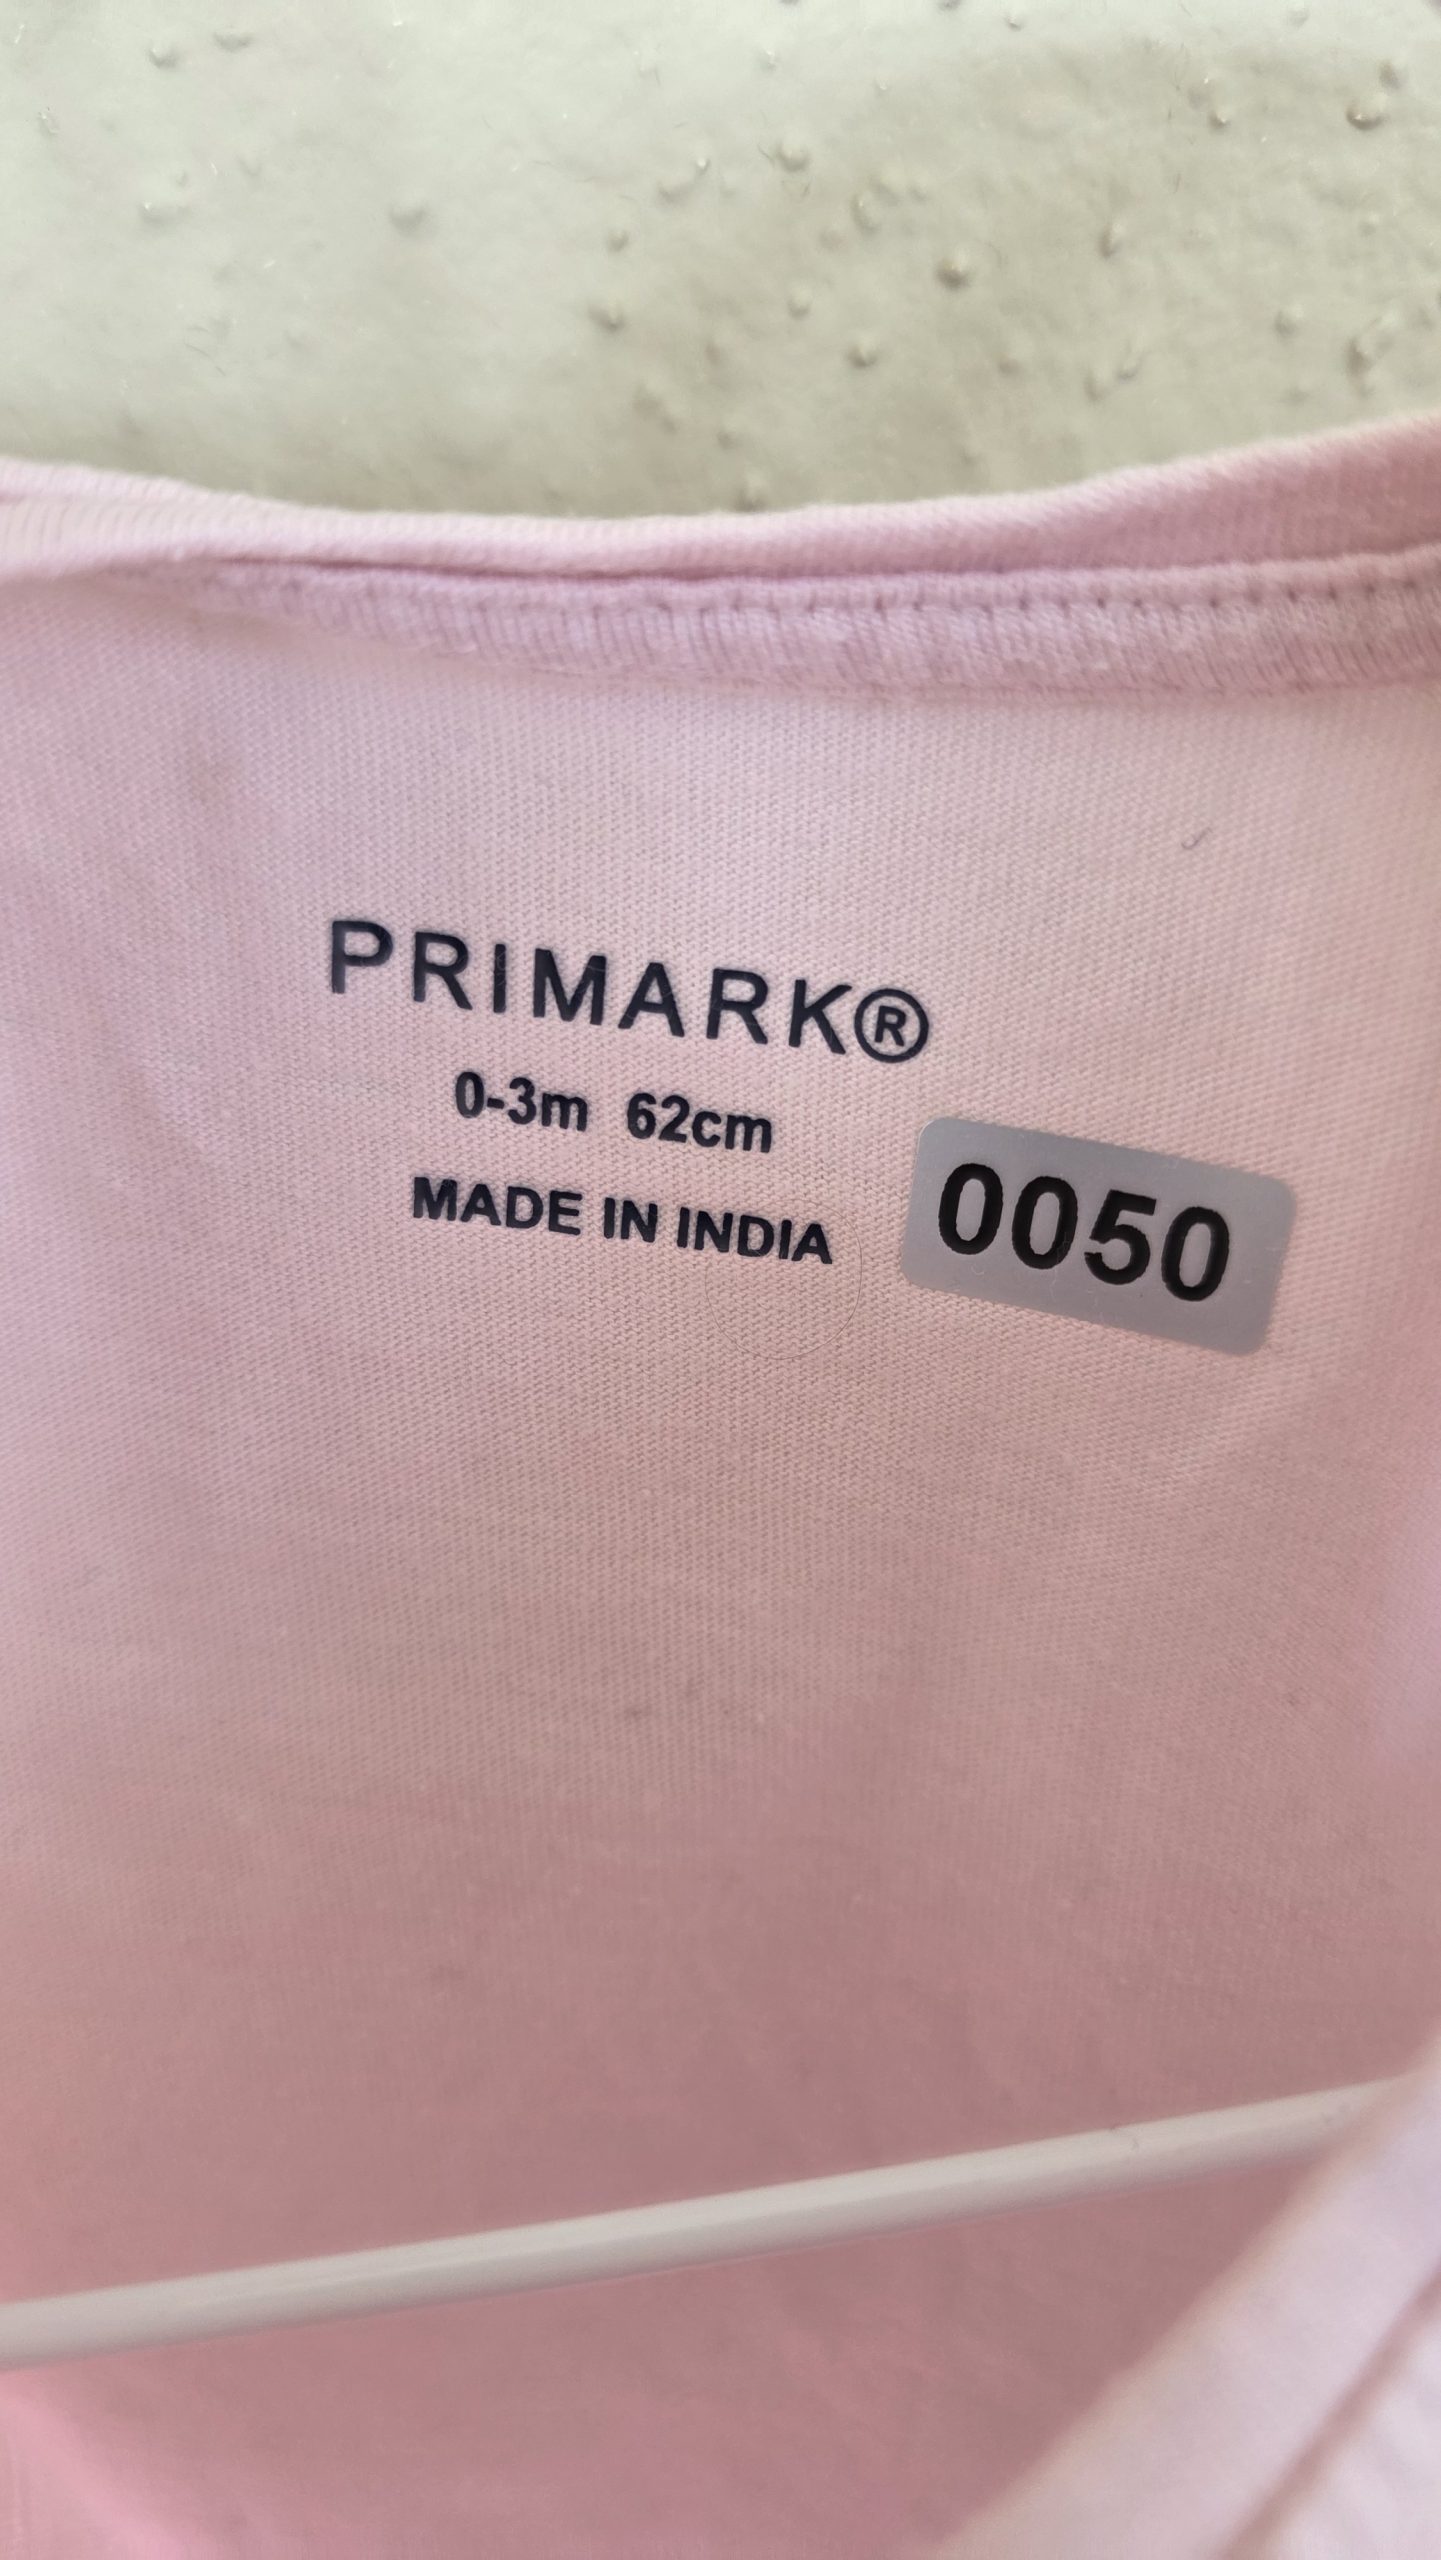 PRIMARK®
0-3m 62cm
MADE IN INDIA
0050